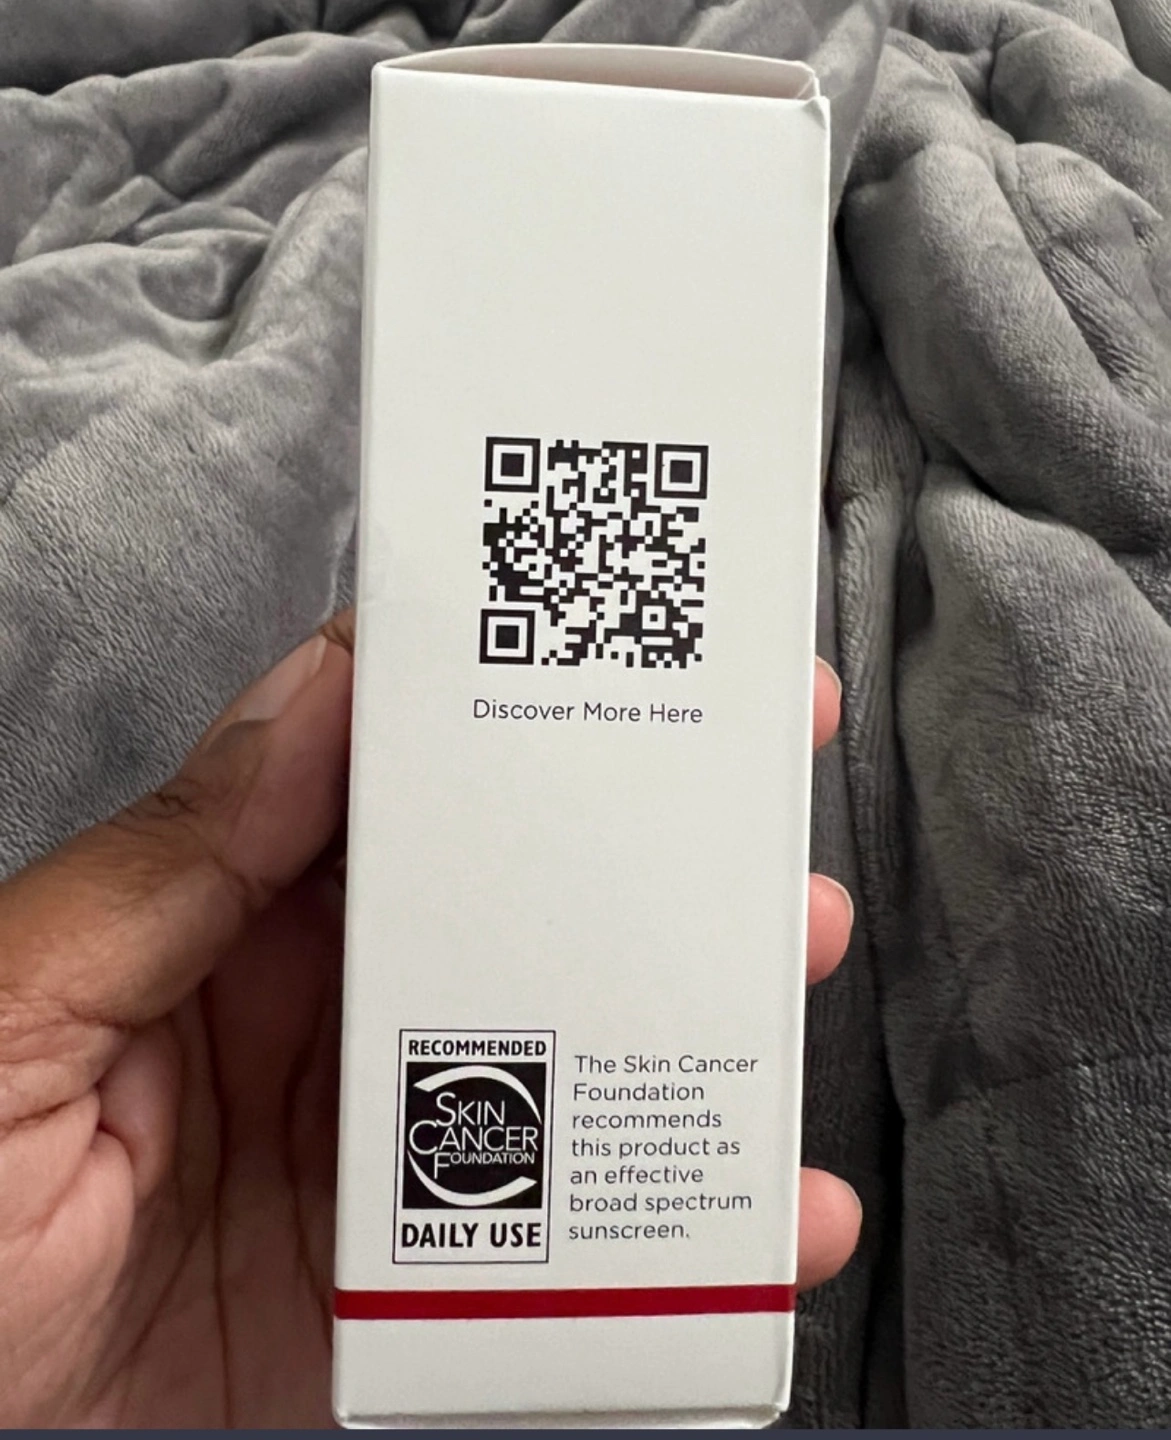 Discover More Here
RECOMMENDED
SKIN
CANCER
FOUNDATION
DAILY USE
The Skin Cancer
Foundation
recommends
this product as
an effective
broad spectrum
sunscreen.